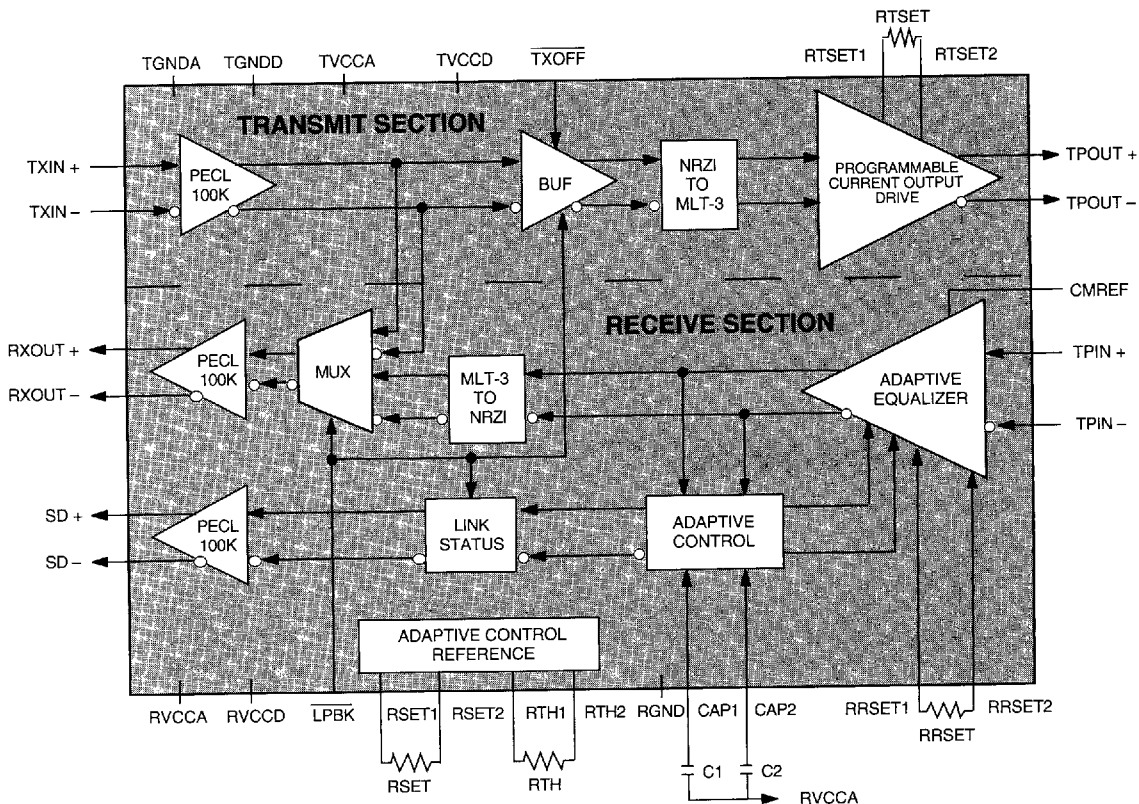 RTSET
TGNDA
TGNDD
TVCCA
TVCCD
TXOFF
RTSET1
RTSET2
TRANSMIT SECTION
TXIN +
TXIN –
PECL
100K
BUF
NRZI
TO
MLT-3
PROGRAMMABLE
CURRENT OUTPUT
DRIVE
TPOUT +
TPOUT –
CMREF
RECEIVE SECTION
RXOUT +
RXOUT –
PECL
100K
MUX
MLT-3
TO
NRZI
ADAPTIVE
EQUALIZER
TPIN +
TPIN –
SD +
SD –
PECL
100K
LINK
STATUS
ADAPTIVE
CONTROL
ADAPTIVE CONTROL
REFERENCE
RVCCA
RVCCD
LPBK
RSET1
RSET2
RTH1
RTH2
RGND
CAP1
CAP2
RRSET1
RRSET2
RSET
RTH
C1
C2
RRSET
RVCCA